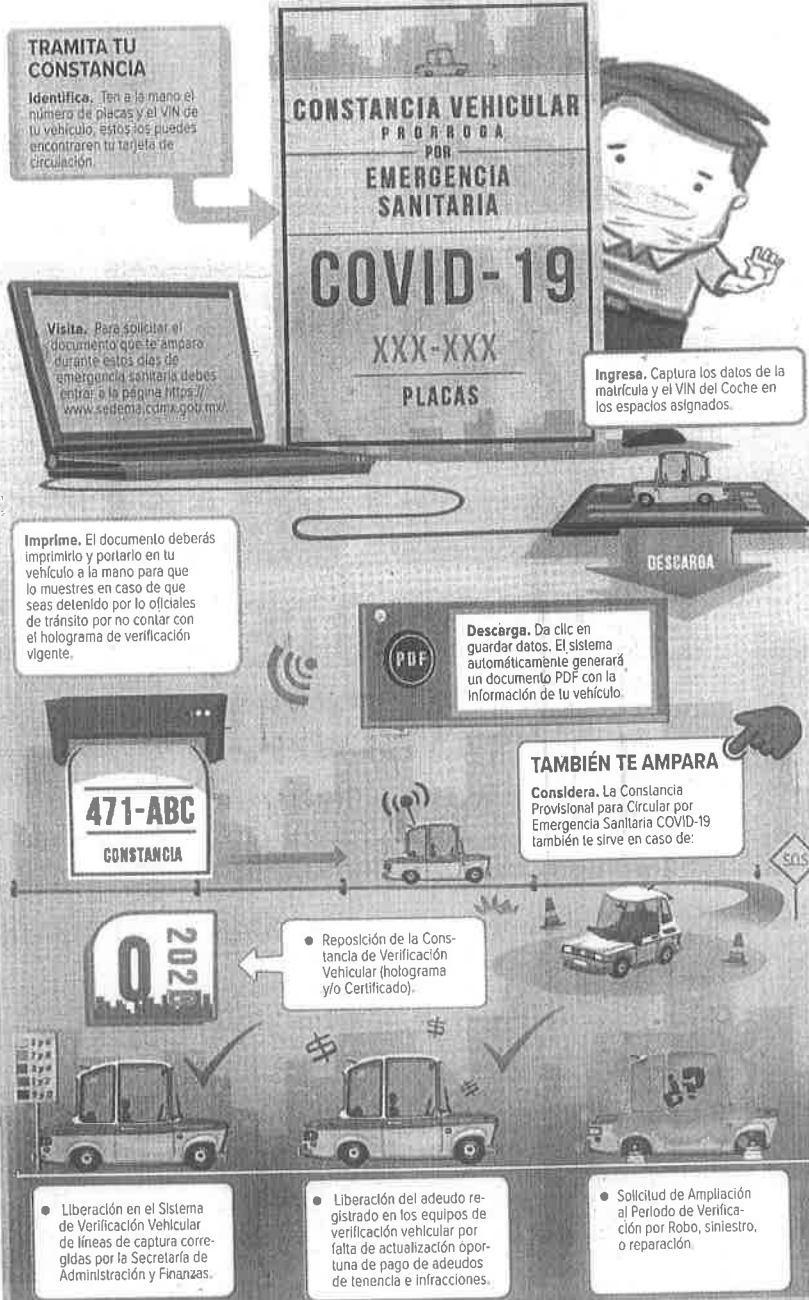 TRAMITA TU
CONSTANCIA
Identifica. Ten a la mano el
número de placas y el VIN de
tu vehículo, estos los puedes
encontraren tu tarjeta de
circulación.
CONSTANCIA VEHICULAR
PRORROGA
POR
EMERGENCIA
SANITARIA
COVID-19
XXX-XXX
PLACAS
Visita. Para solicitar el
documento que te ampara
durante estos días de
emergencia sanitaria debes
entrar a la página https://
www.sedema.cdmx.gob.mx/
Ingresa. Captura los datos de la
matrícula y el VIN del Coche en
los espacios asignados.
DESCARGA
Imprime. El documento deberás
imprimirlo y portarlo en tu
vehículo a la mano para que
lo muestres en caso de que
seas detenido por lo oficiales
de tránsito por no contar con
el holograma de verificación
vigente.
PDF
Descarga. Da clic en
guardar datos. El sistema
automáticamente generará
un documento PDF con la
información de tu vehículo.
471-ABC
CONSTANCIA
TAMBIÉN TE AMPARA
Considera. La Constancia
Provisional para Circular por
Emergencia Sanitaria COVID-19
también te sirve en caso de:
SOS
0
● Reposición de la Cons-
tancia de Verificación
Vehicular (holograma
y/o Certificado).
$
$
$
¿?
● Liberación en el Sistema
de Verificación Vehicular
de líneas de captura corre-
gidas por la Secretaría de
Administración y Finanzas.
● Liberación del adeudo re-
gistrado en los equipos de
verificación vehicular por
falta de actualización opor-
tuna de pago de adeudos
de tenencia e infracciones.
● Solicitud de Ampliación
al Periodo de Verifica-
ción por Robo, siniestro,
o reparación.